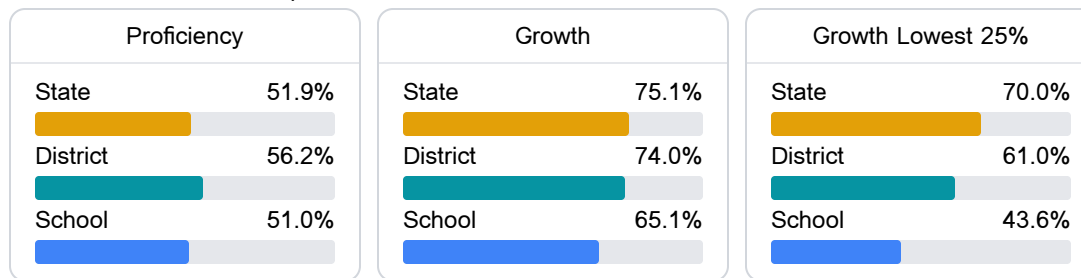 Proficiency
State 51.9%
District 56.2%
School 51.0%
Growth
State 75.1%
District 74.0%
School 65.1%
Growth Lowest 25%
State 70.0%
District 61.0%
School 43.6%